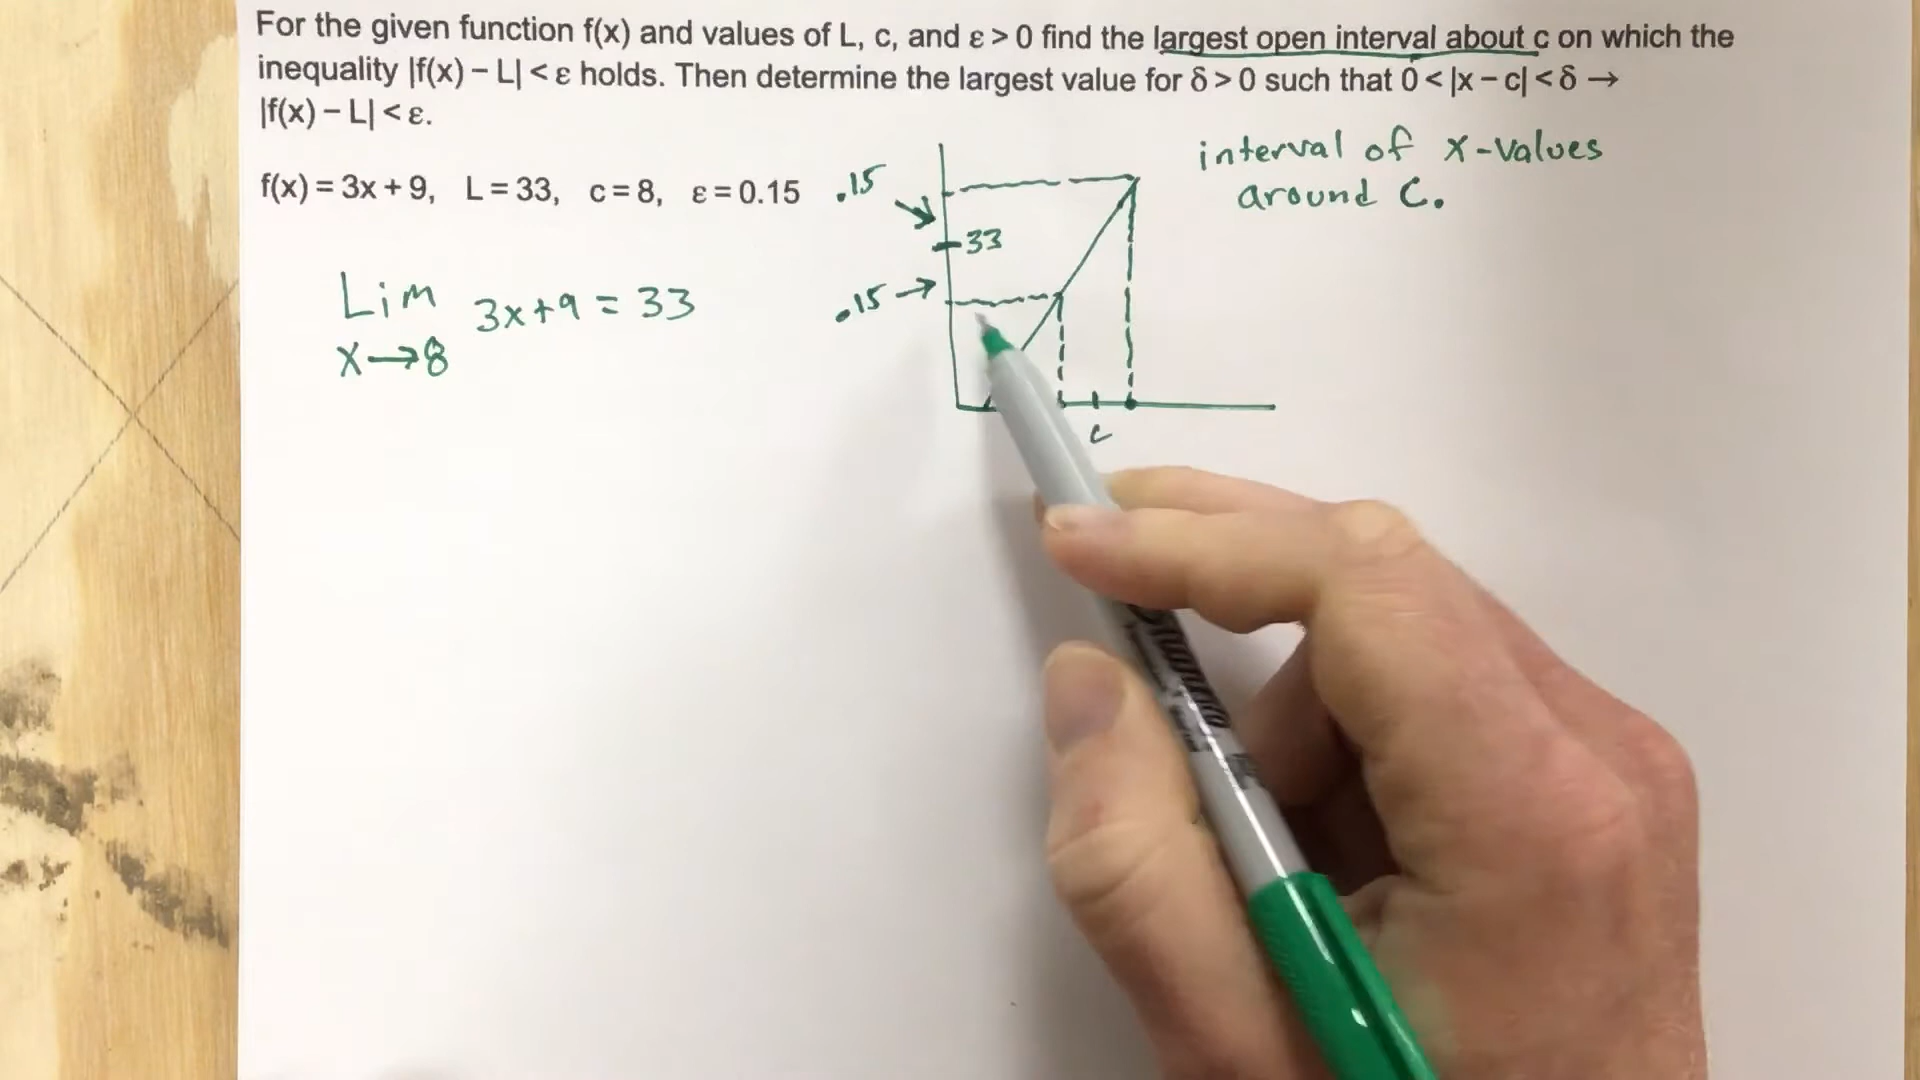 For the given function f(x) and values of L, c, and ε > 0 find the largest open interval about c on which the
inequality |f(x) − L| < ε holds. Then determine the largest value for δ > 0 such that 0 < |x − c| < δ →
|f(x) − L| < ε.
interval of x-values
around C.
f(x) = 3x + 9, L = 33, c = 8, ε = 0.15
.15
33
.15
Lim 3x+9 = 33
x→8
c